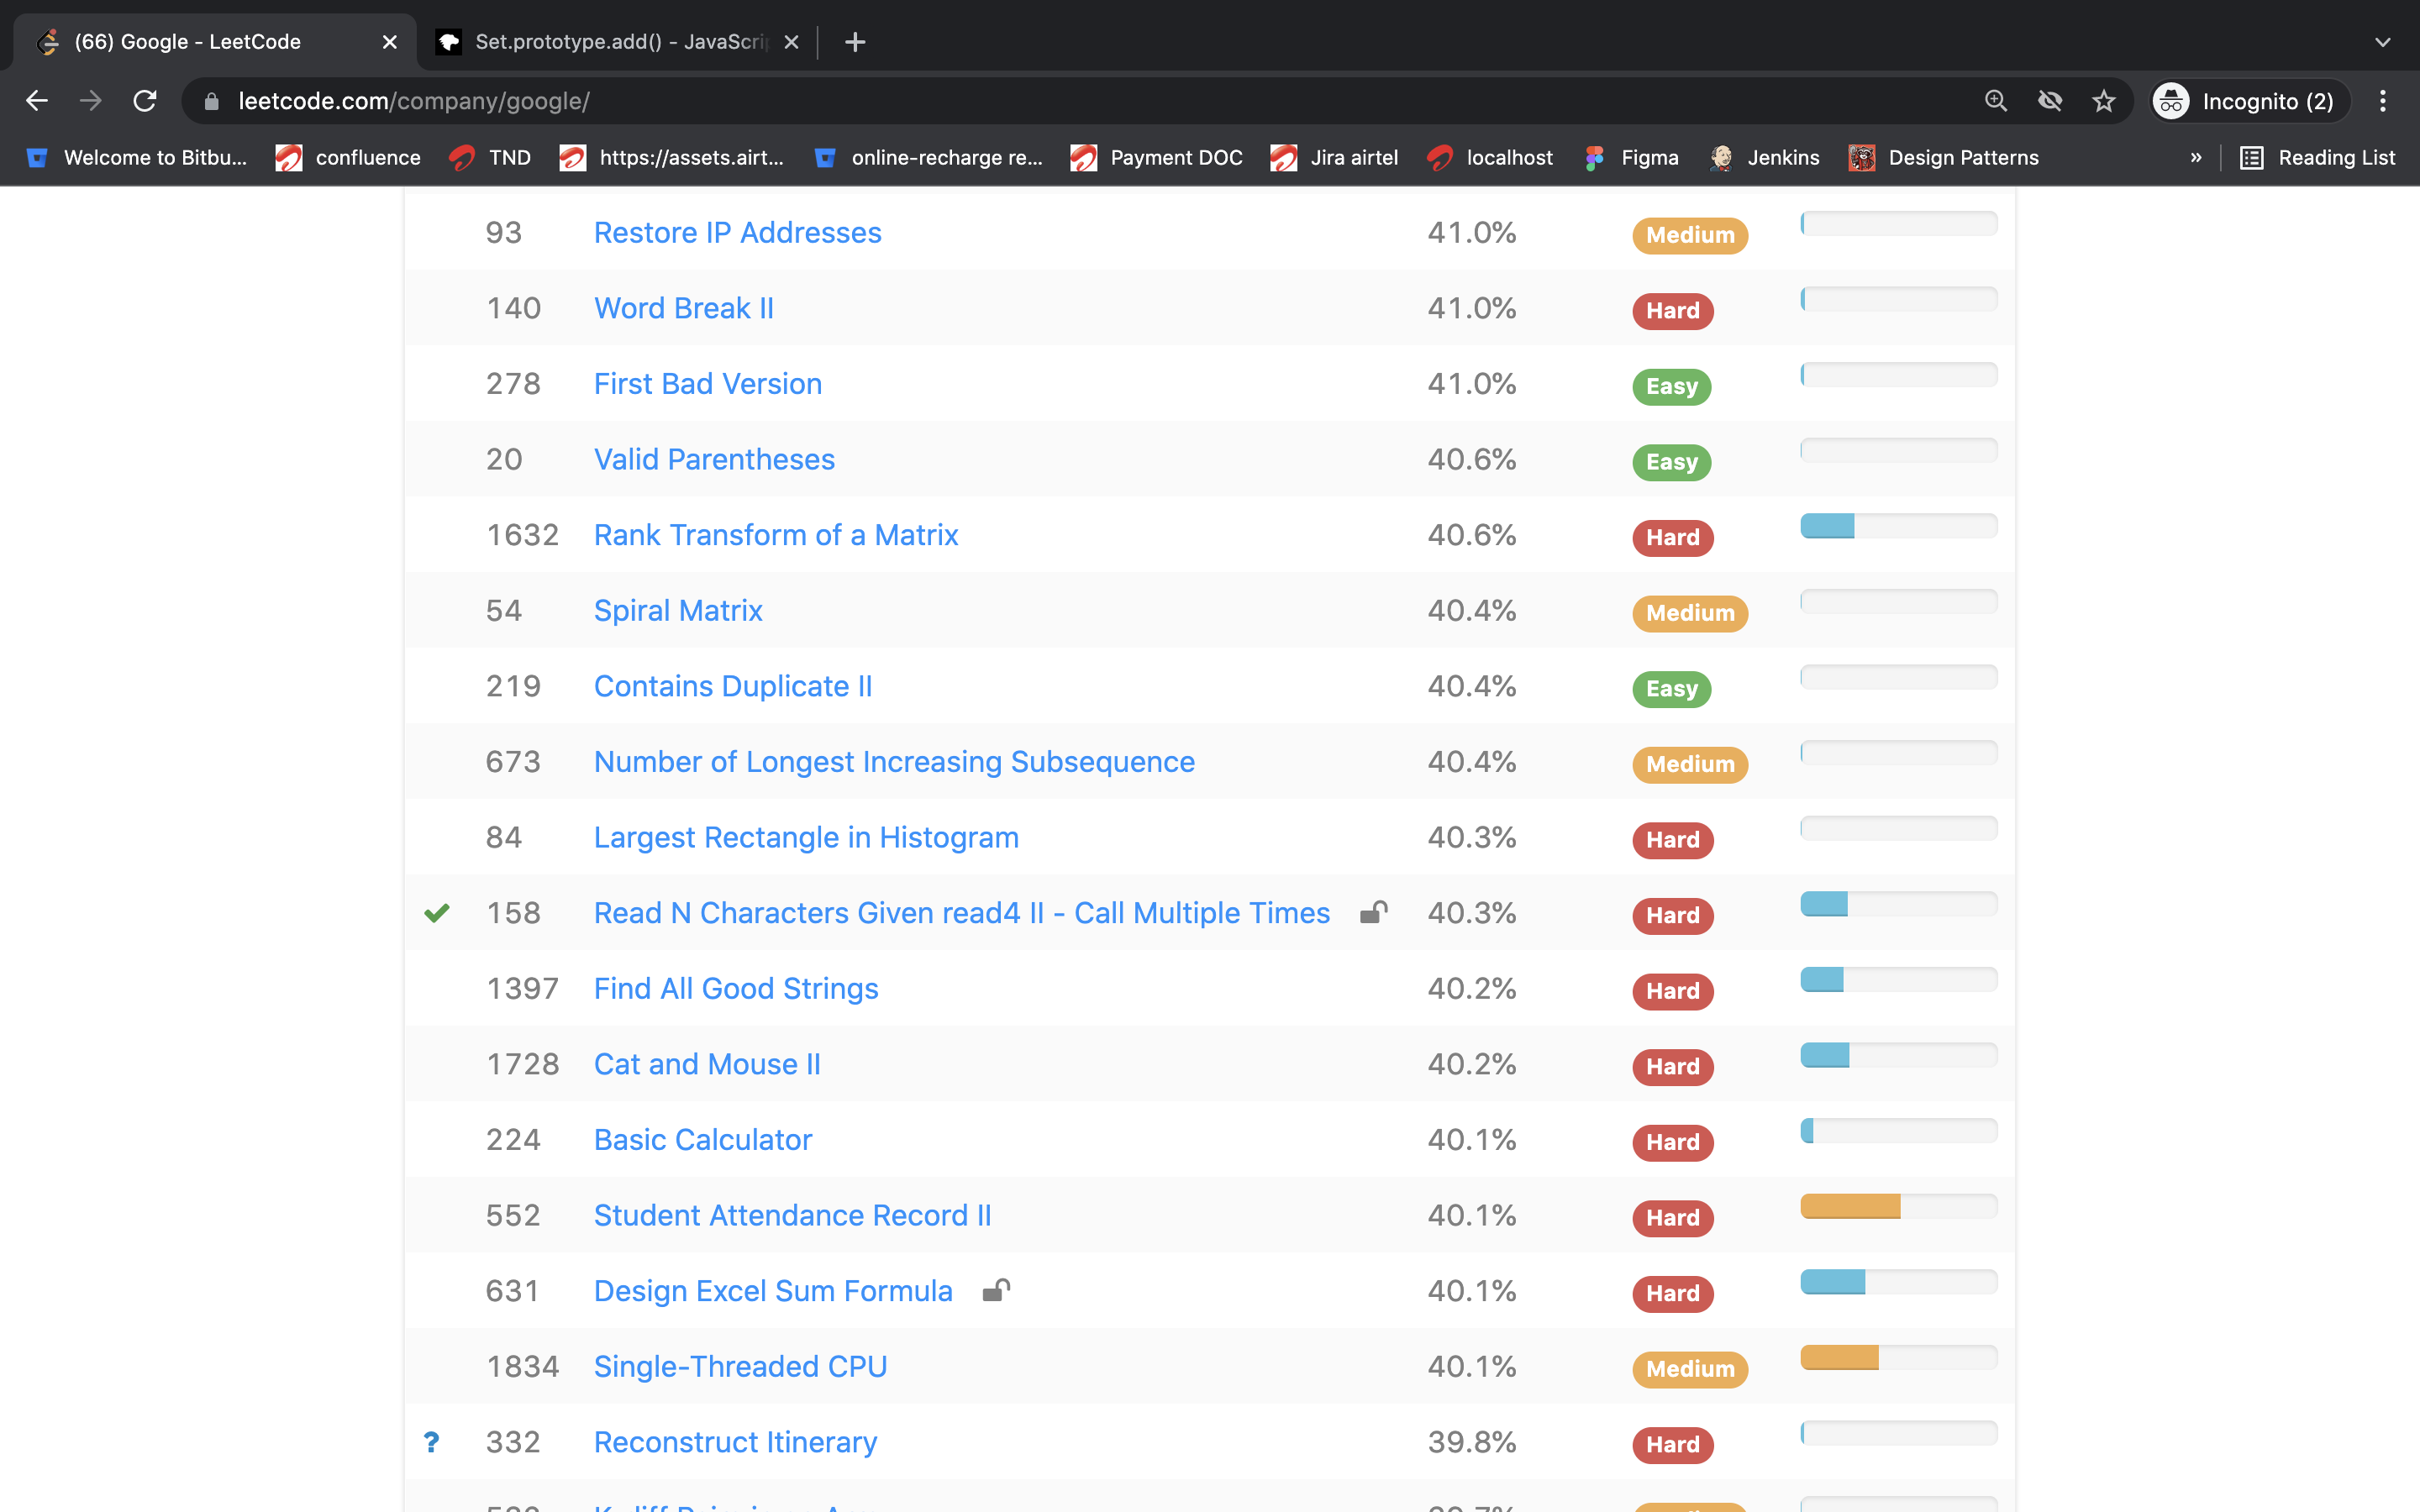 (66) Google - LeetCode
Set.prototype.add() - JavaScri
leetcode.com/company/google/
Incognito (2)
Welcome to Bitbu... confluence TND https://assets.airt... online-recharge re... Payment DOC Jira airtel localhost Figma Jenkins Design Patterns » Reading List
93 Restore IP Addresses 41.0% Medium
140 Word Break II 41.0% Hard
278 First Bad Version 41.0% Easy
20 Valid Parentheses 40.6% Easy
1632 Rank Transform of a Matrix 40.6% Hard
54 Spiral Matrix 40.4% Medium
219 Contains Duplicate II 40.4% Easy
673 Number of Longest Increasing Subsequence 40.4% Medium
84 Largest Rectangle in Histogram 40.3% Hard
158 Read N Characters Given read4 II - Call Multiple Times 40.3% Hard
1397 Find All Good Strings 40.2% Hard
1728 Cat and Mouse II 40.2% Hard
224 Basic Calculator 40.1% Hard
552 Student Attendance Record II 40.1% Hard
631 Design Excel Sum Formula 40.1% Hard
1834 Single-Threaded CPU 40.1% Medium
? 332 Reconstruct Itinerary 39.8% Hard